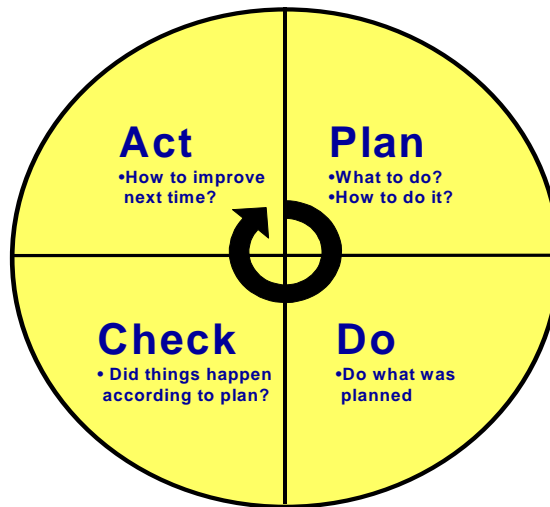 Act
•How to improve
next time?
Plan
•What to do?
•How to do it?
Check
• Did things happen
according to plan?
Do
•Do what was
planned